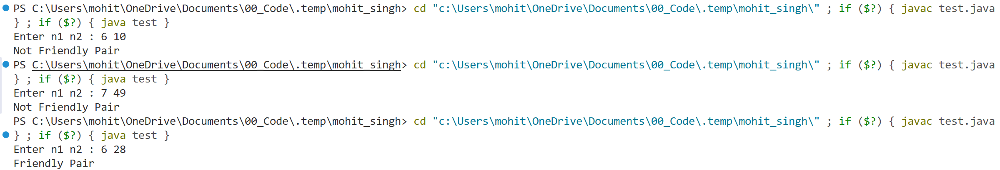 PS C:\Users\mohit\OneDrive\Documents\00_Code\.temp\mohit_singh> cd "c:\Users\mohit\OneDrive\Documents\00_Code\.temp\mohit_singh\" ; if ($?) { javac test.java
} ; if ($?) { java test }
Enter n1 n2 : 6 10
Not Friendly Pair
PS C:\Users\mohit\OneDrive\Documents\00_Code\.temp\mohit_singh> cd "c:\Users\mohit\OneDrive\Documents\00_Code\.temp\mohit_singh\" ; if ($?) { javac test.java
} ; if ($?) { java test }
Enter n1 n2 : 7 49
Not Friendly Pair
PS C:\Users\mohit\OneDrive\Documents\00_Code\.temp\mohit_singh> cd "c:\Users\mohit\OneDrive\Documents\00_Code\.temp\mohit_singh\" ; if ($?) { javac test.java
} ; if ($?) { java test }
Enter n1 n2 : 6 28
Friendly Pair